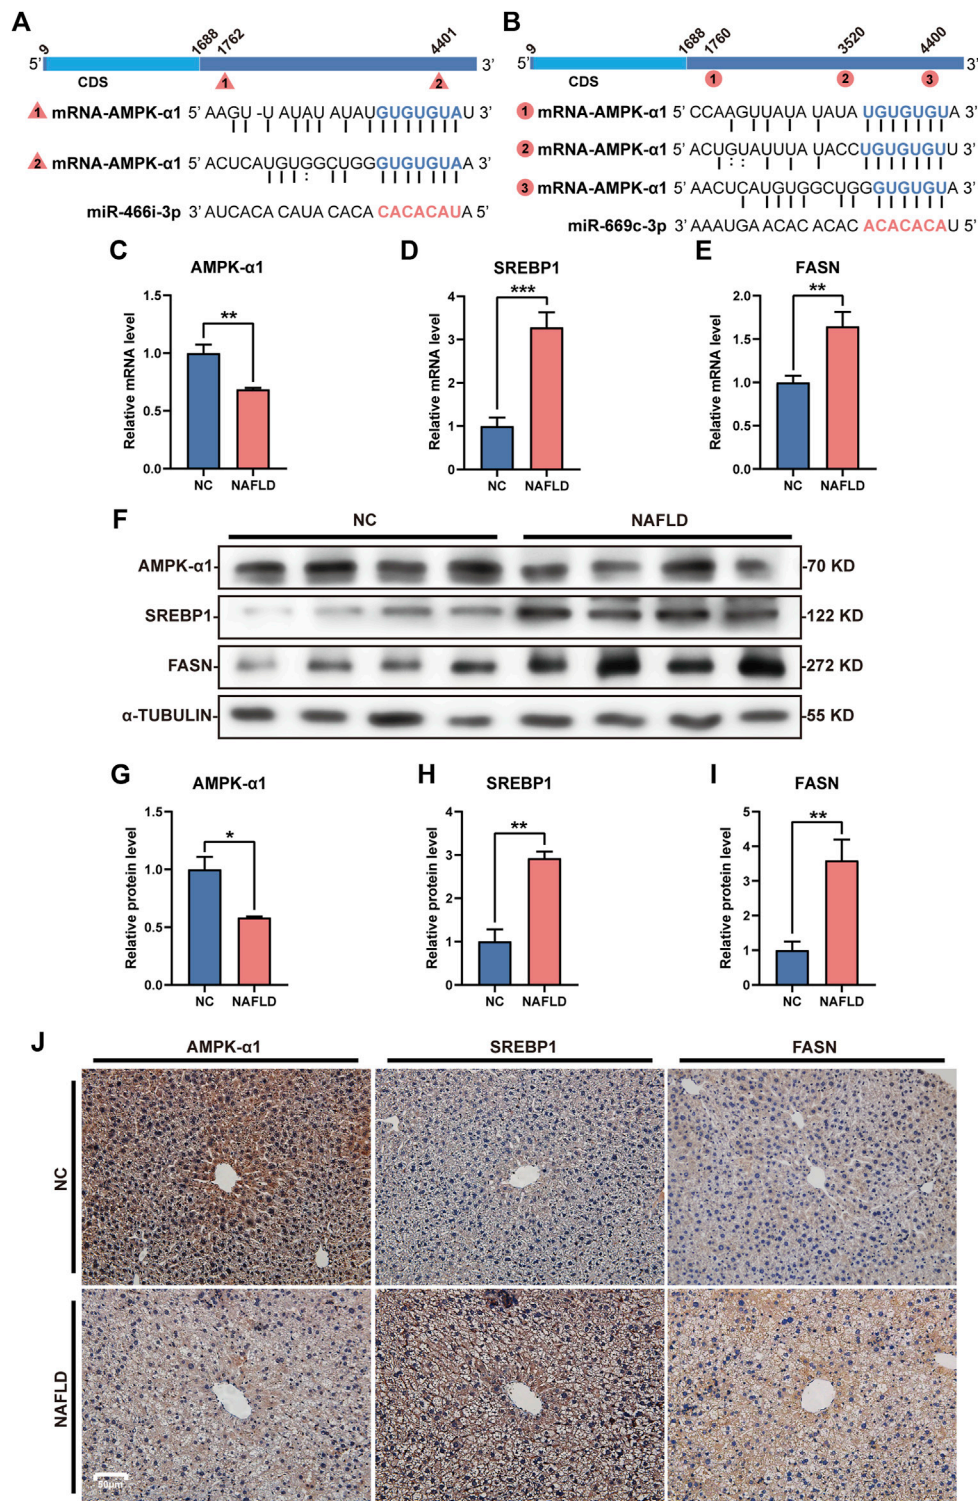 A
9 1688 1762 4401
5’ 3’
CDS 1 2
1 mRNA-AMPK-α1 5’ AAGU -UAUAU AUAUGUGUGUAU 3’
2 mRNA-AMPK-α1 5’ ACUCAUGUGGCUGGGUGUGUAA 3’
miR-466i-3p 3’ AUCACA CAUACA CACA CACACAUA 5’
B
9 1688 1760 3520 4400
5’ 3’
CDS 1 2 3
1 mRNA-AMPK-α1 5’ CCAAGUUAUA UAUA UGUGUGUA 3’
2 mRNA-AMPK-α1 5’ ACUGUAUUUA UACCUGUGUGUU 3’
3 mRNA-AMPK-α1 5’ AACUCAUGUGGCUGGGUGUGUA 3’
miR-669c-3p 3’ AAAUGAACACACAC ACACACAU 5’
C
AMPK-α1
Relative mRNA level
1.5
1.0
0.5
0.0
**
NC NAFLD
D
SREBP1
Relative mRNA level
4
3
2
1
0
***
NC NAFLD
E
FASN
Relative mRNA level
2.0
1.5
1.0
0.5
0.0
**
NC NAFLD
F
NC NAFLD
AMPK-α1- -70 KD
SREBP1- -122 KD
FASN- -272 KD
α-TUBULIN- -55 KD
G
AMPK-α1
Relative protein level
1.5
1.0
0.5
0.0
*
NC NAFLD
H
SREBP1
Relative protein level
4
3
2
1
0
**
NC NAFLD
I
FASN
Relative protein level
5
4
3
2
1
0
**
NC NAFLD
J
AMPK-α1 SREBP1 FASN
NC
NAFLD
50μm